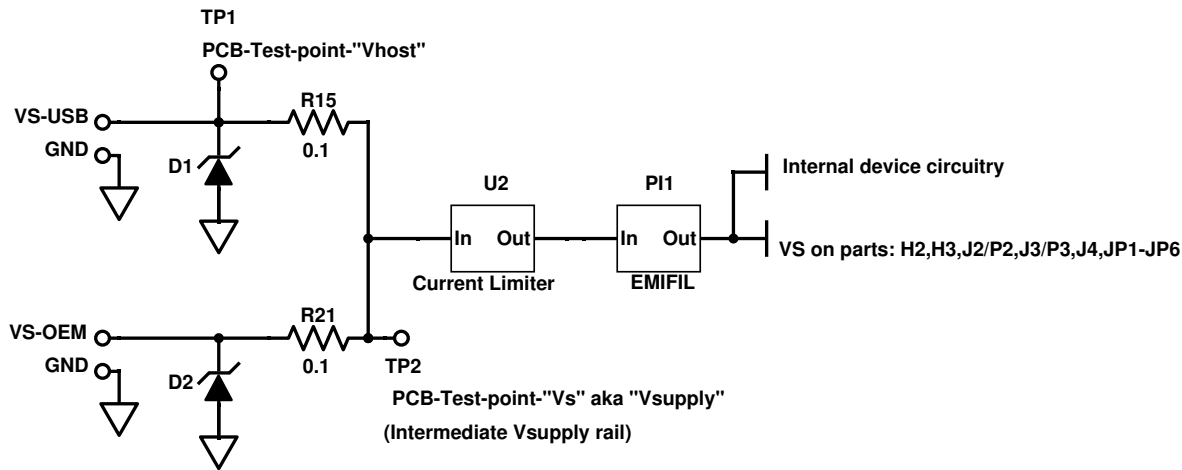 TP1
PCB-Test-point-"Vhost"
R15
VS-USB
GND
0.1
D1
Internal device circuitry
U2
PI1
In Out
In Out
VS on parts: H2,H3,J2/P2,J3/P3,J4,JP1-JP6
Current Limiter
EMIFIL
R21
VS-OEM
GND
0.1
TP2
D2
PCB-Test-point-"Vs" aka "Vsupply"
(Intermediate Vsupply rail)